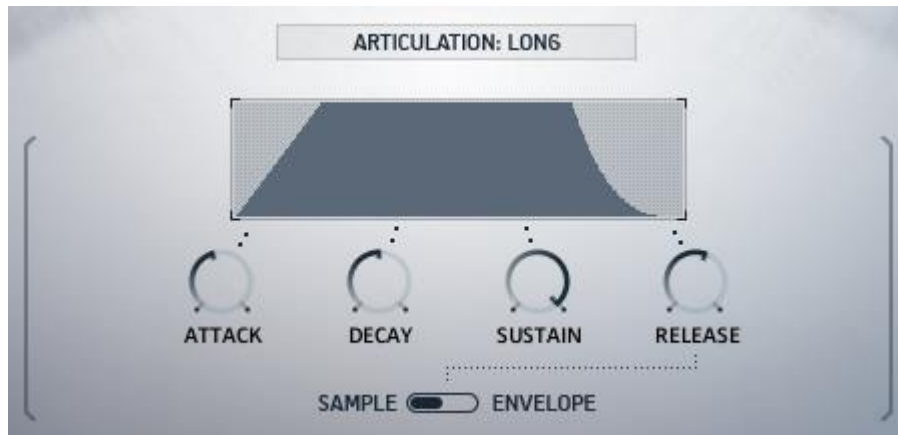 ARTICULATION: LONG
ATTACK DECAY SUSTAIN RELEASE
SAMPLE ENVELOPE